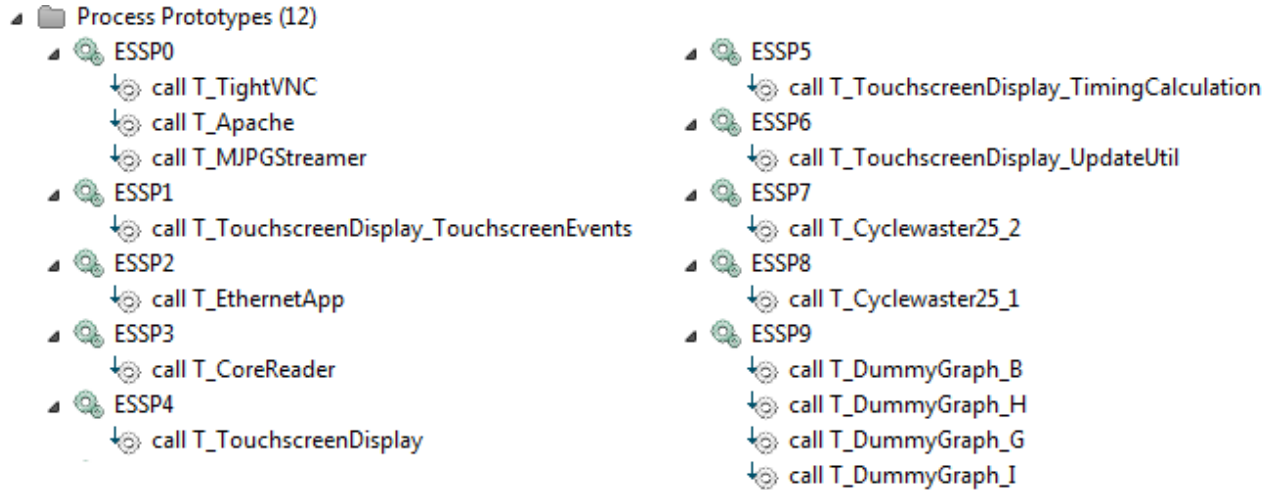 Process Prototypes (12)
ESSP0
call T_TightVNC
call T_Apache
call T_MJPGStreamer
ESSP1
call T_TouchscreenDisplay_TouchscreenEvents
ESSP2
call T_EthernetApp
ESSP3
call T_CoreReader
ESSP4
call T_TouchscreenDisplay
ESSP5
call T_TouchscreenDisplay_TimingCalculation
ESSP6
call T_TouchscreenDisplay_UpdateUtil
ESSP7
call T_Cyclewaster25_2
ESSP8
call T_Cyclewaster25_1
ESSP9
call T_DummyGraph_B
call T_DummyGraph_H
call T_DummyGraph_G
call T_DummyGraph_I